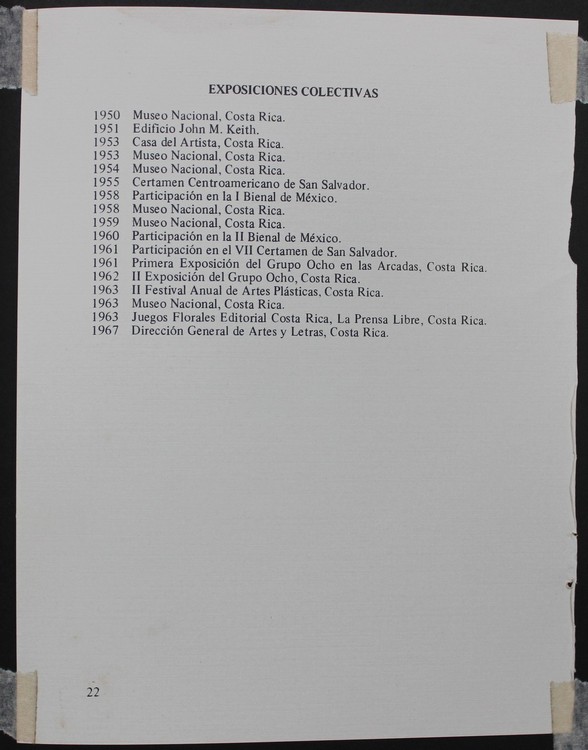 EXPOSICIONES COLECTIVAS
1950 Museo Nacional, Costa Rica.
1951 Edificio John M. Keith.
1953 Casa del Artista, Costa Rica.
1953 Museo Nacional, Costa Rica.
1954 Museo Nacional, Costa Rica.
1955 Certamen Centroamericano de San Salvador.
1958 Participación en la I Bienal de México.
1958 Museo Nacional, Costa Rica.
1959 Museo Nacional, Costa Rica.
1960 Participación en la II Bienal de México.
1961 Participación en el VII Certamen de San Salvador.
1961 Primera Exposición del Grupo Ocho en las Arcadas, Costa Rica.
1962 II Exposición del Grupo Ocho, Costa Rica.
1963 II Festival Anual de Artes Plásticas, Costa Rica.
1963 Museo Nacional, Costa Rica.
1963 Juegos Florales Editorial Costa Rica, La Prensa Libre, Costa Rica.
1967 Dirección General de Artes y Letras, Costa Rica.
22